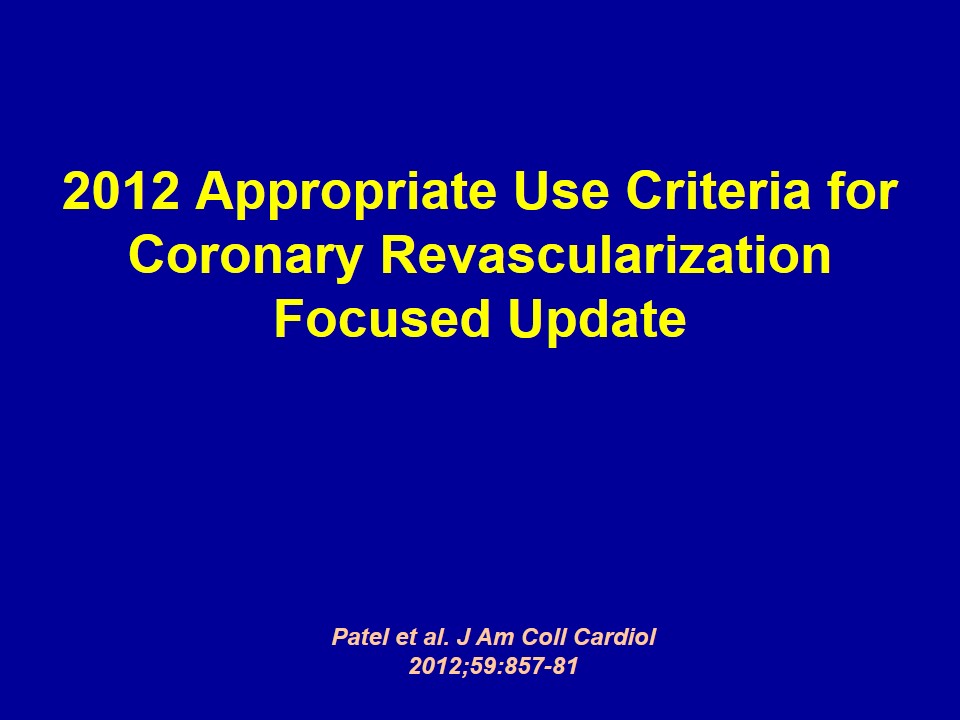 2012 Appropriate Use Criteria for
Coronary Revascularization
Focused Update
Patel et al. J Am Coll Cardiol
2012;59:857-81